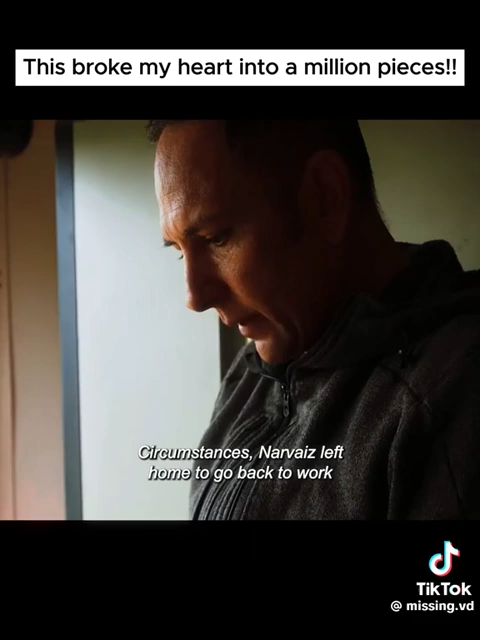 This broke my heart into a million pieces!!
Circumstances, Narvaiz left
home to go back to work
TikTok
@ missing.vd